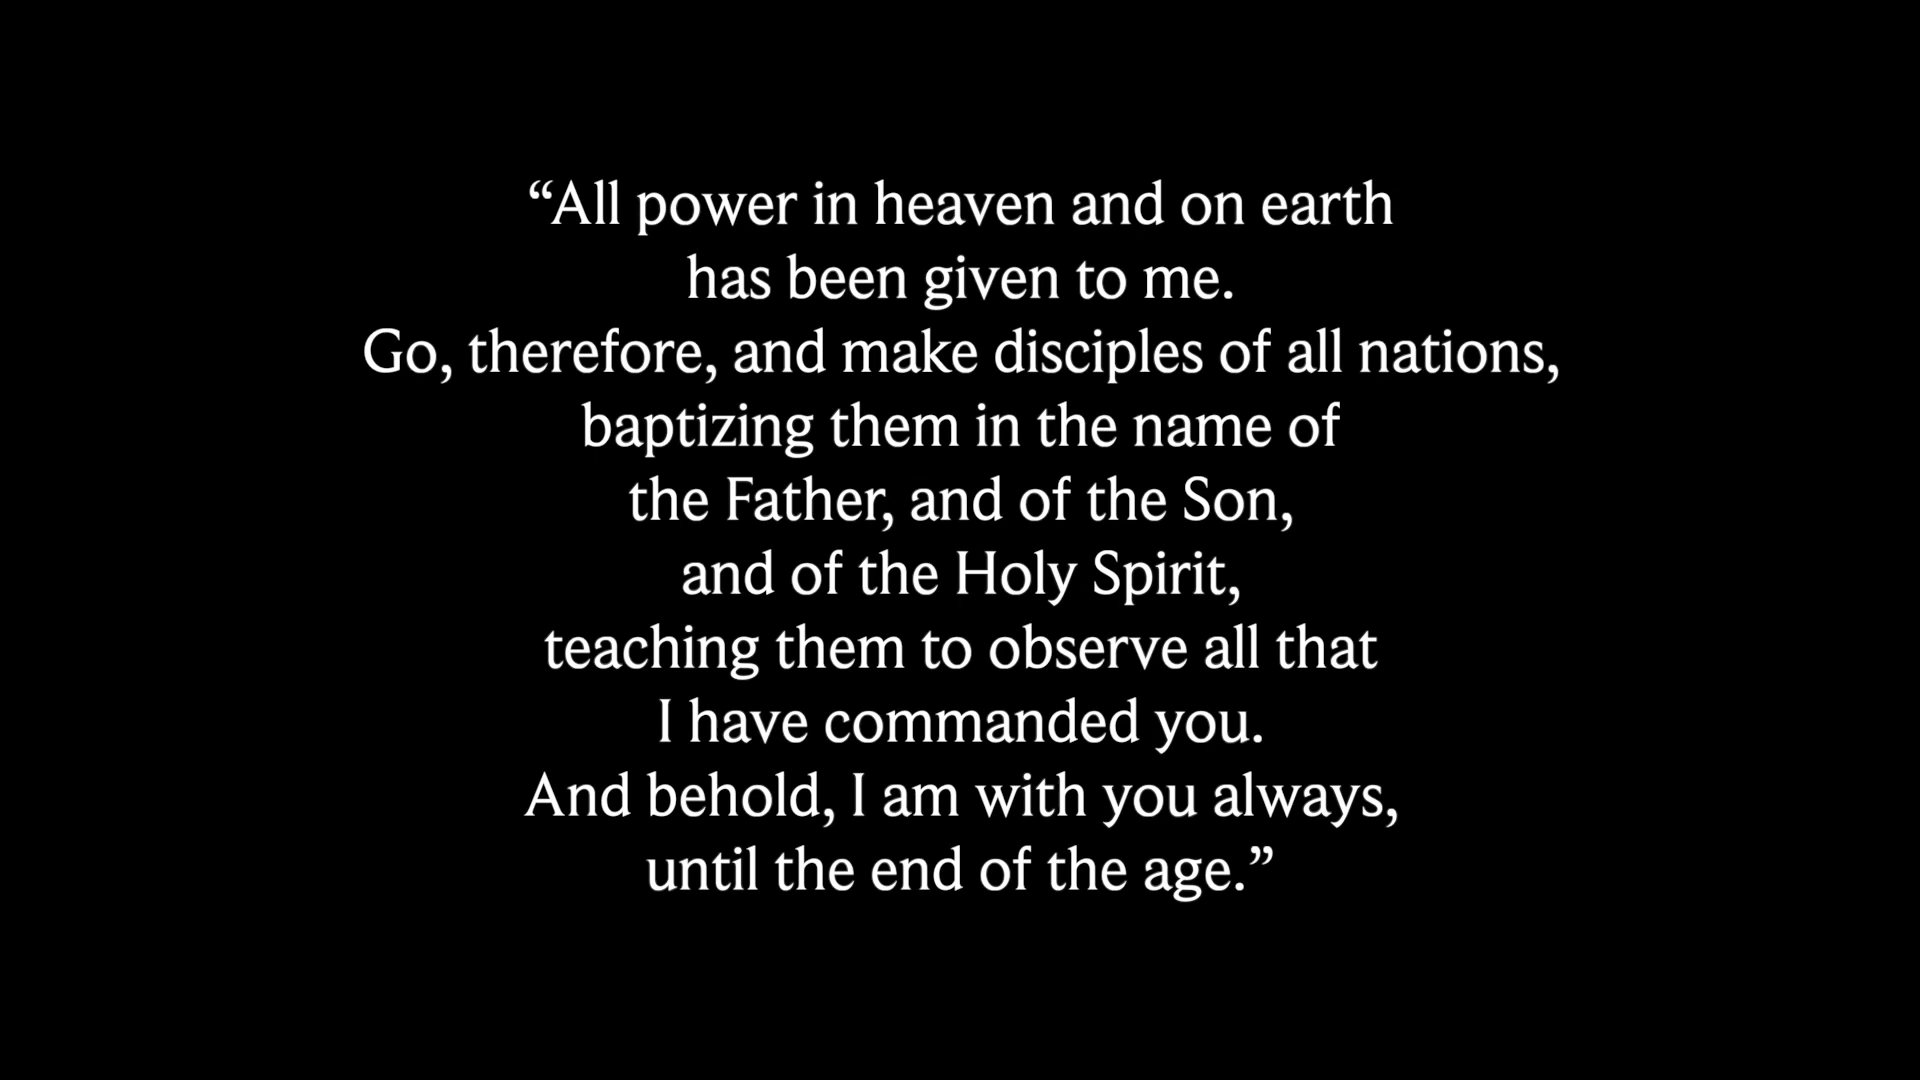 “All power in heaven and on earth
has been given to me.
Go, therefore, and make disciples of all nations,
baptizing them in the name of
the Father, and of the Son,
and of the Holy Spirit,
teaching them to observe all that
I have commanded you.
And behold, I am with you always,
until the end of the age.”